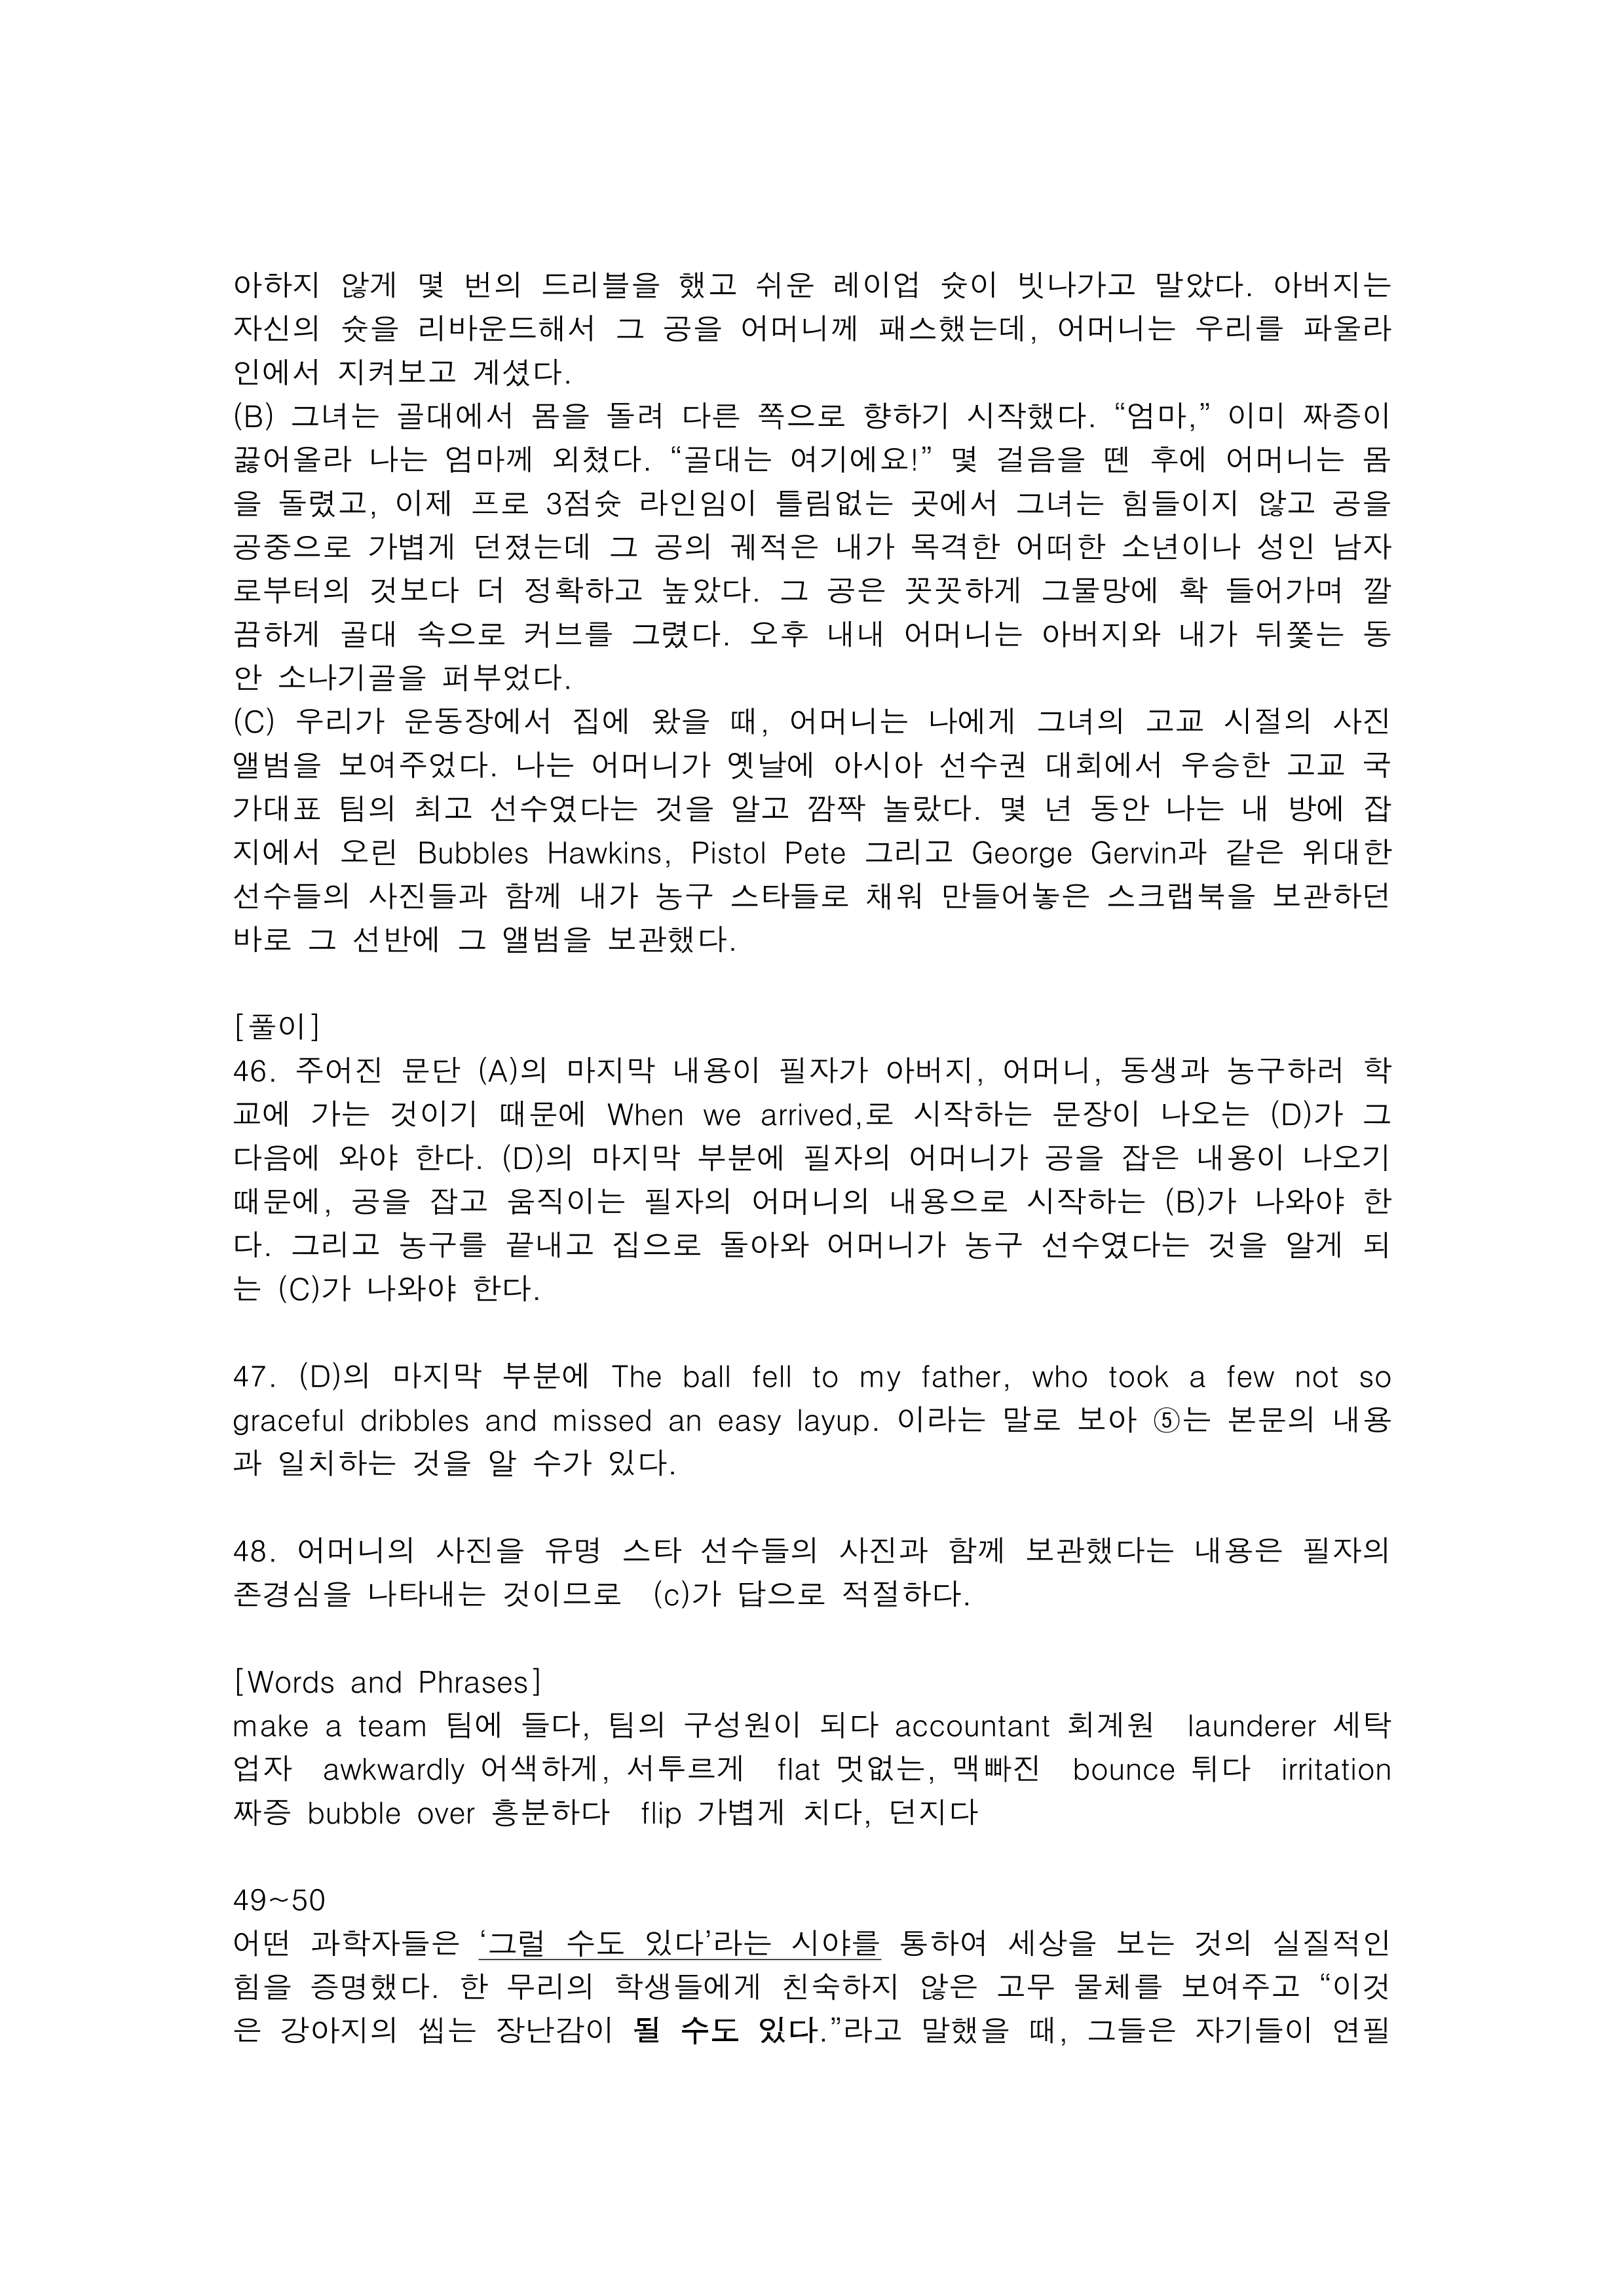 아하지 않게 몇 번의 드리블을 했고 쉬운 레이업 슛이 빗나가고 말았다. 아버지는
자신의 슛을 리바운드해서 그 공을 어머니께 패스했는데, 어머니는 우리를 파울라
인에서 지켜보고 계셨다.
(B) 그녀는 골대에서 몸을 돌려 다른 쪽으로 향하기 시작했다. “엄마,” 이미 짜증이
끓어올라 나는 엄마께 외쳤다. “골대는 여기에요!” 몇 걸음을 뗀 후에 어머니는 몸
을 돌렸고, 이제 프로 3점슛 라인임이 틀림없는 곳에서 그녀는 힘들이지 않고 공을
공중으로 가볍게 던졌는데 그 공의 궤적은 내가 목격한 어떠한 소년이나 성인 남자
로부터의 것보다 더 정확하고 높았다. 그 공은 꼿꼿하게 그물망에 확 들어가며 깔
끔하게 골대 속으로 커브를 그렸다. 오후 내내 어머니는 아버지와 내가 뒤쫓는 동
안 소나기골을 퍼부었다.
(C) 우리가 운동장에서 집에 왔을 때, 어머니는 나에게 그녀의 고교 시절의 사진
앨범을 보여주었다. 나는 어머니가 옛날에 아시아 선수권 대회에서 우승한 고교 국
가대표 팀의 최고 선수였다는 것을 알고 깜짝 놀랐다. 몇 년 동안 나는 내 방에 잡
지에서 오린 Bubbles Hawkins, Pistol Pete 그리고 George Gervin과 같은 위대한
선수들의 사진들과 함께 내가 농구 스타들로 채워 만들어놓은 스크랩북을 보관하던
바로 그 선반에 그 앨범을 보관했다.
[풀이]
46. 주어진 문단 (A)의 마지막 내용이 필자가 아버지, 어머니, 동생과 농구하러 학
교에 가는 것이기 때문에 When we arrived,로 시작하는 문장이 나오는 (D)가 그
다음에 와야 한다. (D)의 마지막 부분에 필자의 어머니가 공을 잡은 내용이 나오기
때문에, 공을 잡고 움직이는 필자의 어머니의 내용으로 시작하는 (B)가 나와야 한
다. 그리고 농구를 끝내고 집으로 돌아와 어머니가 농구 선수였다는 것을 알게 되
는 (C)가 나와야 한다.
47. (D)의 마지막 부분에 The ball fell to my father, who took a few not so
graceful dribbles and missed an easy layup. 이라는 말로 보아 ⑤는 본문의 내용
과 일치하는 것을 알 수가 있다.
48. 어머니의 사진을 유명 스타 선수들의 사진과 함께 보관했다는 내용은 필자의
존경심을 나타내는 것이므로 (c)가 답으로 적절하다.
[Words and Phrases]
make a team 팀에 들다, 팀의 구성원이 되다 accountant 회계원 launderer 세탁
업자 awkwardly 어색하게, 서투르게 flat 멋없는, 맥빠진 bounce 튀다 irritation
짜증 bubble over 흥분하다 flip 가볍게 치다, 던지다
49~50
어떤 과학자들은 ‘그럴 수도 있다’라는 시야를 통하여 세상을 보는 것의 실질적인
힘을 증명했다. 한 무리의 학생들에게 친숙하지 않은 고무 물체를 보여주고 “이것
은 강아지의 씹는 장난감이 될 수도 있다.”라고 말했을 때, 그들은 자기들이 연필